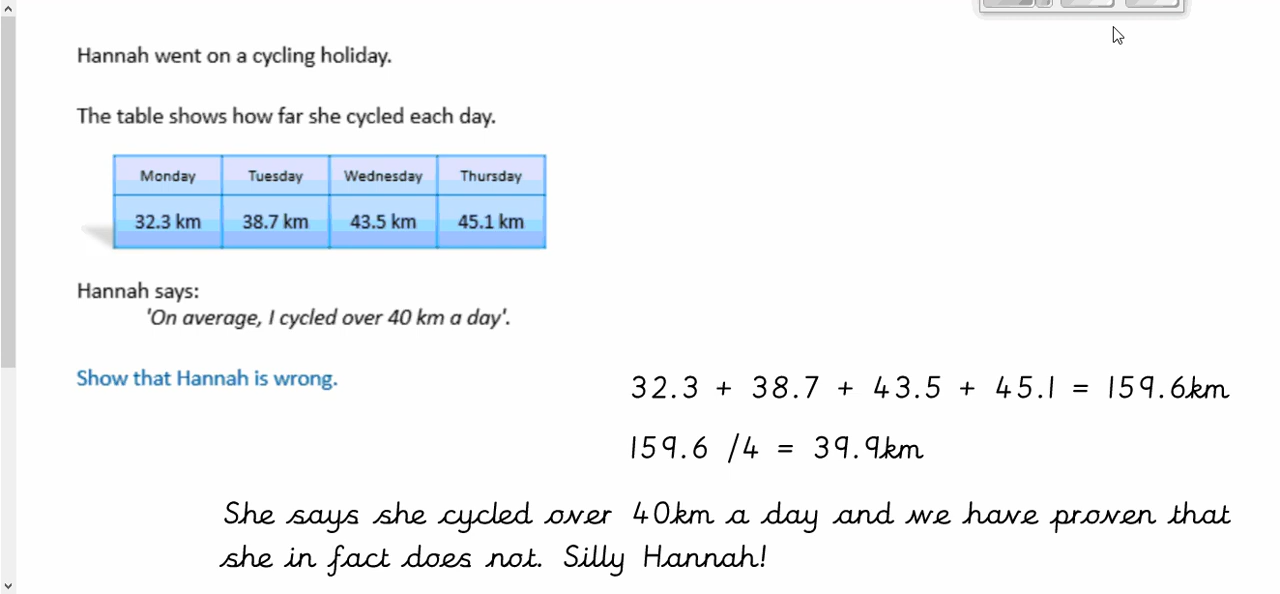 Hannah went on a cycling holiday.
The table shows how far she cycled each day.
Monday Tuesday Wednesday Thursday
32.3 km 38.7 km 43.5 km 45.1 km
Hannah says:
'On average, I cycled over 40 km a day'.
Show that Hannah is wrong.
32.3 + 38.7 + 43.5 + 45.1 = 159.6km
159.6 /4 = 39.9km
She says she cycled over 40km a day and we have proven that
she in fact does not. Silly Hannah!